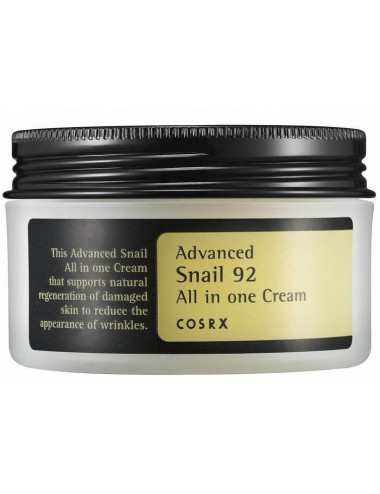 This Advanced Snail
All in one Cream
that supports natural
regeneration of damaged
skin to reduce the
appearance of wrinkles.
Advanced
Snail 92
All in one Cream
COSRX